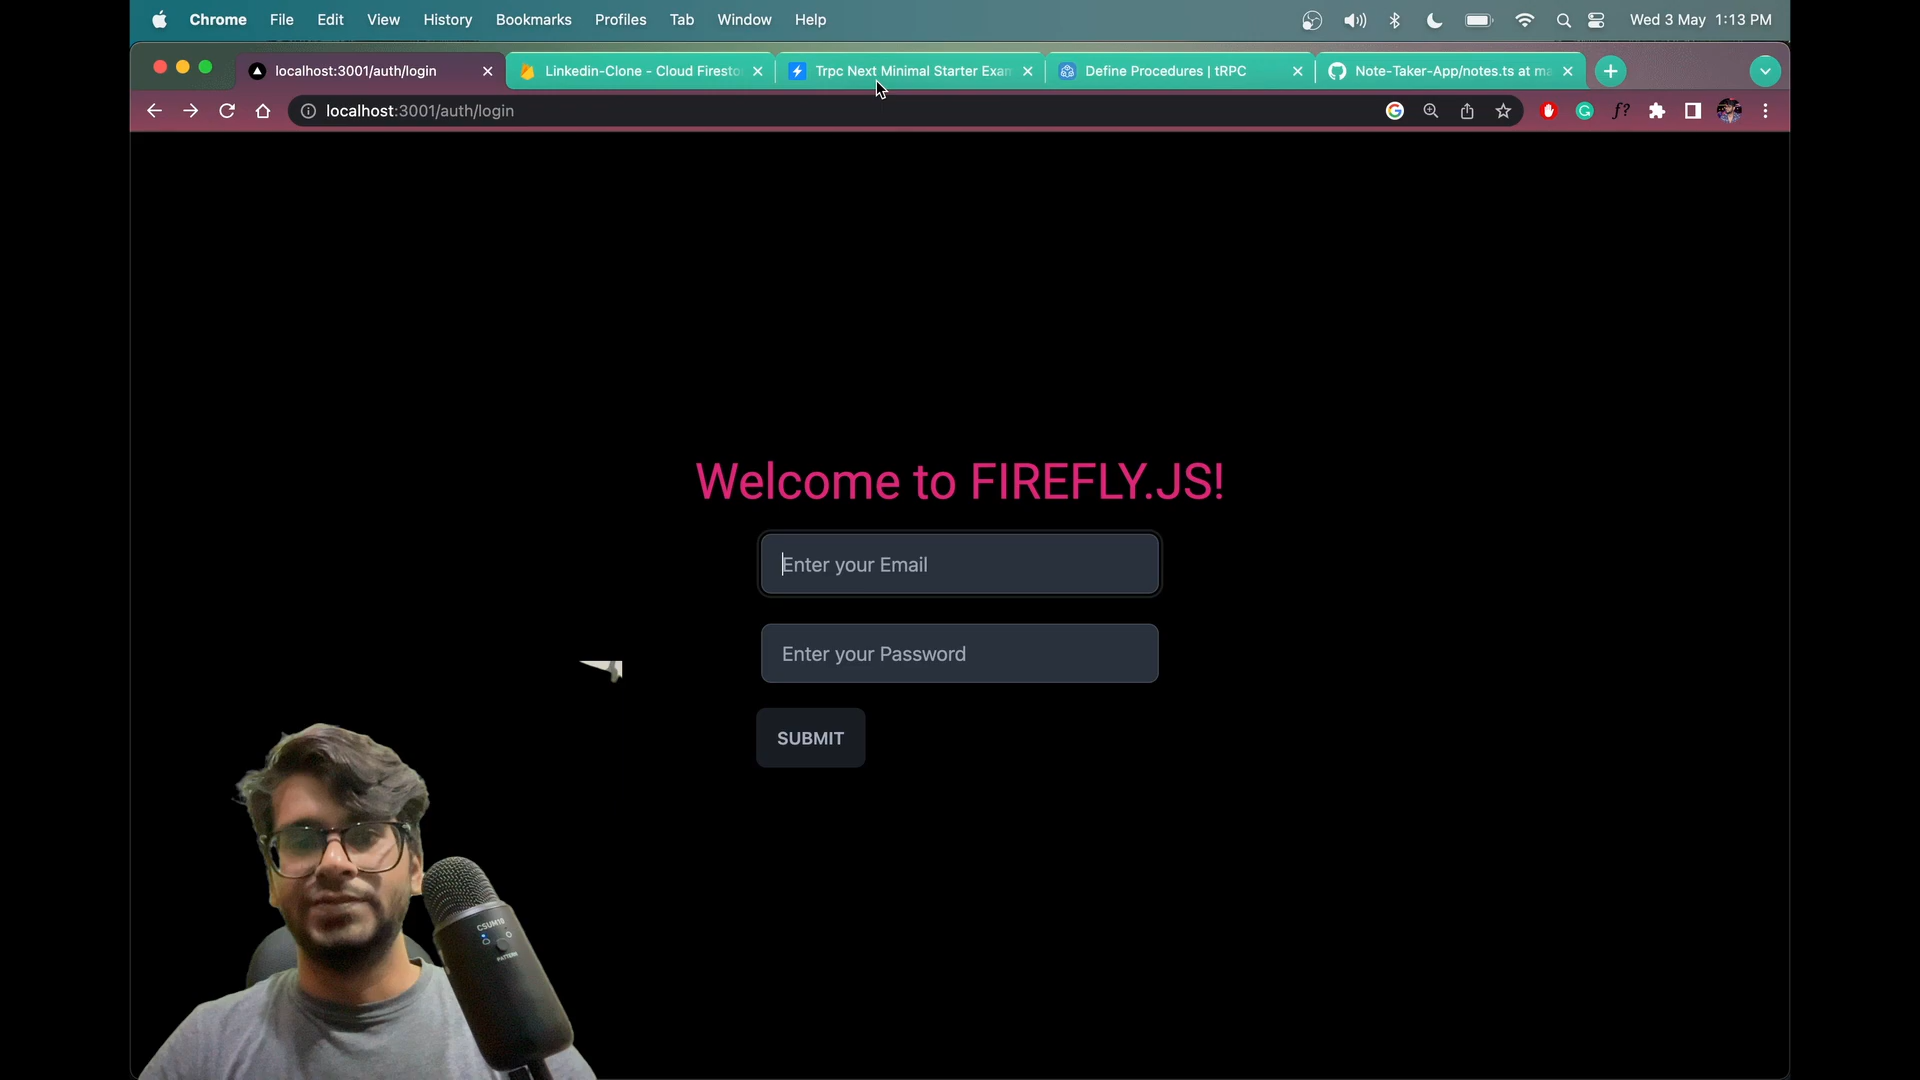 Chrome File Edit View History Bookmarks Profiles Tab Window Help Wed 3 May 1:13 PM
localhost:3001/auth/login Linkedin-Clone - Cloud Firesto Trpc Next Minimal Starter Exam Define Procedures | tRPC Note-Taker-App/notes.ts at ma
localhost:3001/auth/login
Welcome to FIREFLY.JS!
Enter your Email
Enter your Password
SUBMIT
CSUM10
PATTERN